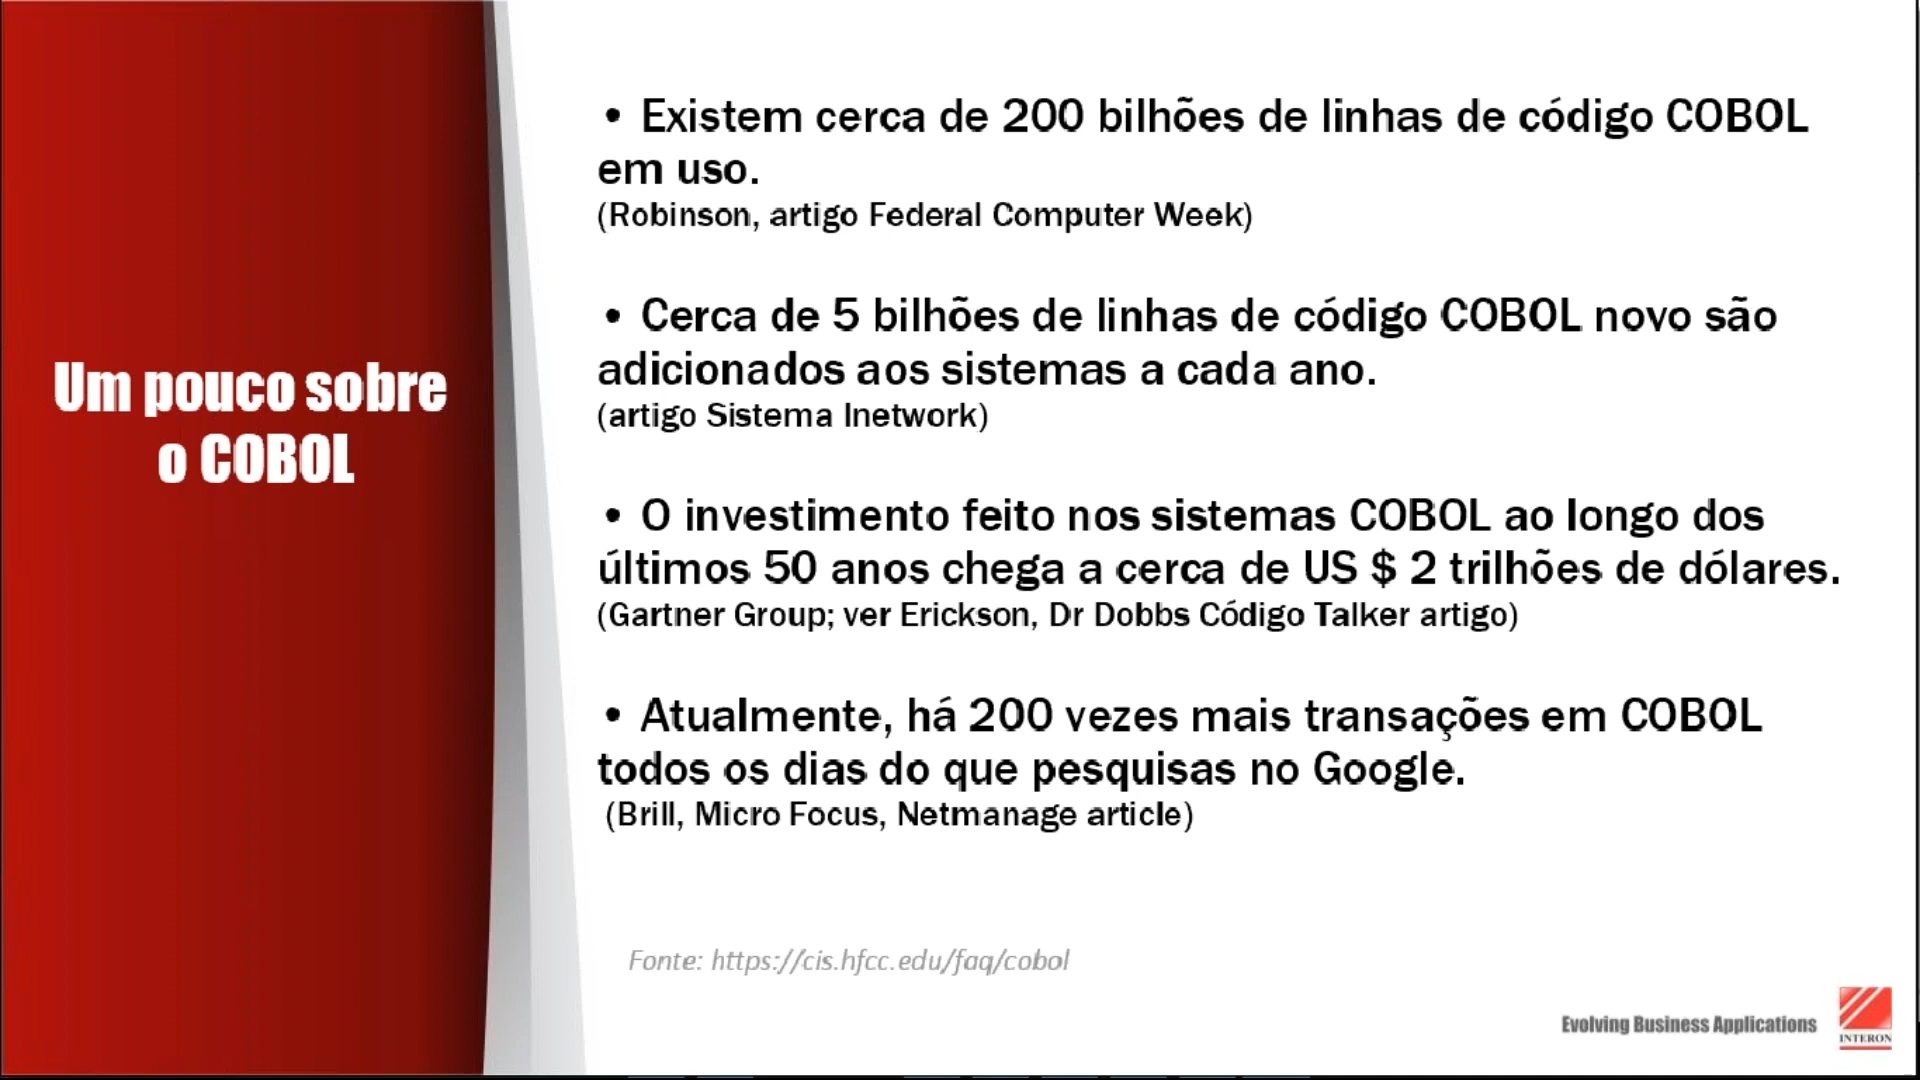 Um pouco sobre
o COBOL
• Existem cerca de 200 bilhões de linhas de código COBOL
em uso.
(Robinson, artigo Federal Computer Week)
• Cerca de 5 bilhões de linhas de código COBOL novo são
adicionados aos sistemas a cada ano.
(artigo Sistema Inetwork)
• O investimento feito nos sistemas COBOL ao longo dos
últimos 50 anos chega a cerca de US $ 2 trilhões de dólares.
(Gartner Group; ver Erickson, Dr Dobbs Código Talker artigo)
• Atualmente, há 200 vezes mais transações em COBOL
todos os dias do que pesquisas no Google.
(Brill, Micro Focus, Netmanage article)
Fonte: https://cis.hfcc.edu/faq/cobol
Evolving Business Applications
INTERON